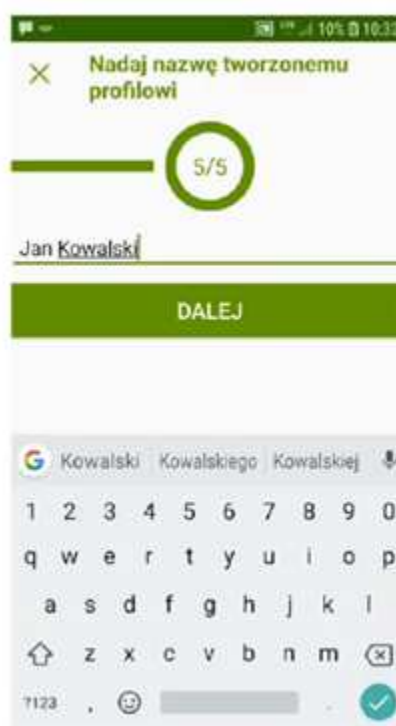 10% 10:32
Nadaj nazwę tworzonemu
profilowi
5/5
Jan Kowalski
DALEJ
Kowalski Kowalskiego Kowalskiej
1 2 3 4 5 6 7 8 9 0
q w e r t y u i o p
a s d f g h j k l
z x c v b n m
?123 , .